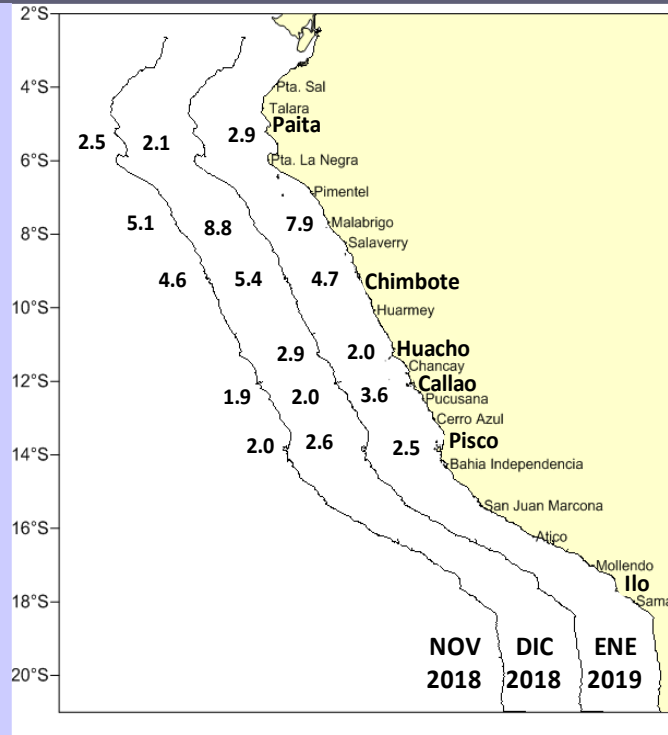 2°S
4°S
Pta. Sal
Talara
Paita
2.5 2.1 2.9
6°S
Pta. La Negra
Pimentel
5.1 8.8 7.9 Malabrigo
8°S
Salaverry
4.6 5.4 4.7 Chimbote
10°S
Huarmey
2.9 2.0 Huacho
Chancay
12°S
Callao
1.9 2.0 3.6 Pucusana
Cerro Azul
2.0 2.6 2.5 Pisco
14°S
Bahia Independencia
San Juan Marcona
16°S
Atico
Mollendo
Ilo
18°S
Sama
NOV DIC ENE
2018 2018 2019
20°S